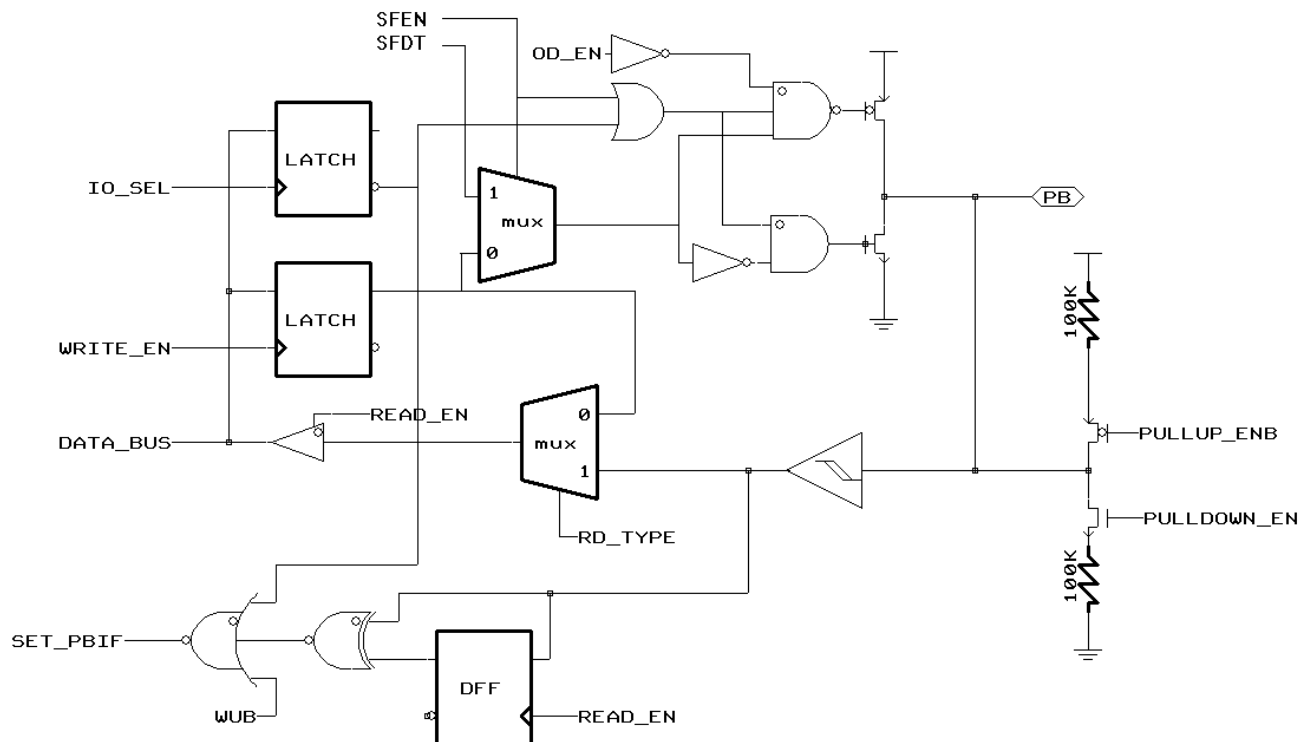 SFEN
SFDT
OD_EN
LATCH
IO_SEL
1
mux
0
PB
LATCH
WRITE_EN
100K
READ_EN
0
DATA_BUS
mux
1
PULLUP_ENB
PULLDOWN_EN
RD_TYPE
100K
SET_PBIF
DFF
WUB
READ_EN